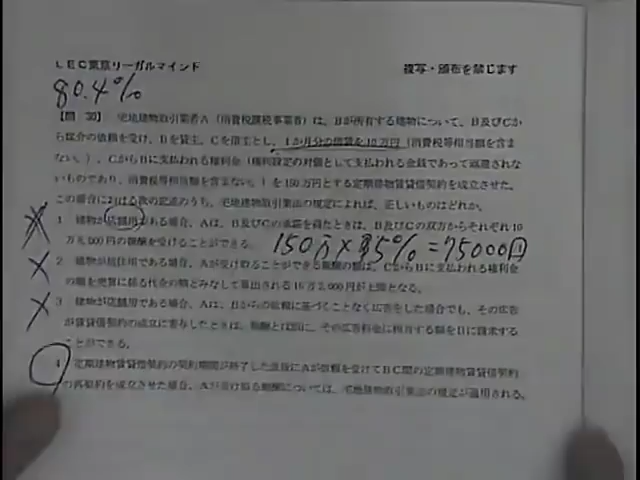 LEC東京リーガルマインド
複写・頒布を禁じます
80.4%
【問 30】 宅地建物取引業者A(消費税課税事業者)は、Bが所有する建物について、B及びCか
ら媒介の依頼を受け、Bを貸主、Cを借主とし、1か月分の借賃を10万円(消費税等相当額を含ま
ない。)、CからBに支払われる権利金(権利設定の対価として支払われる金銭であって返還されな
いものであり、消費税等相当額を含まない。)を150万円とする定期建物賃貸借契約を成立させた。
この場合における次の記述のうち、宅地建物取引業法の規定によれば、正しいものはどれか。
1 建物が店舗用である場合、Aは、B及びCの承諾を得たときは、B及びCの双方からそれぞれ10
万8,000円の報酬を受けることができる。
150万×5%=75000円
2 建物が居住用である場合、Aが受け取ることができる報酬の額は、CからBに支払われる権利金
の額を売買に係る代金の額とみなして算出される16万2,000円が上限となる。
3 建物が店舗用である場合、Aは、Bからの依頼に基づくことなく広告をした場合でも、その広告
が賃貸借契約の成立に寄与したときは、報酬とは別に、その広告料金に相当する額をBに請求する
ことができる。
4 定期建物賃貸借契約の契約期間が終了した直後にAが依頼を受けてBC間の定期建物賃貸借契約
の再契約を成立させた場合、Aが受け取る報酬については、宅地建物取引業法の規定が適用される。